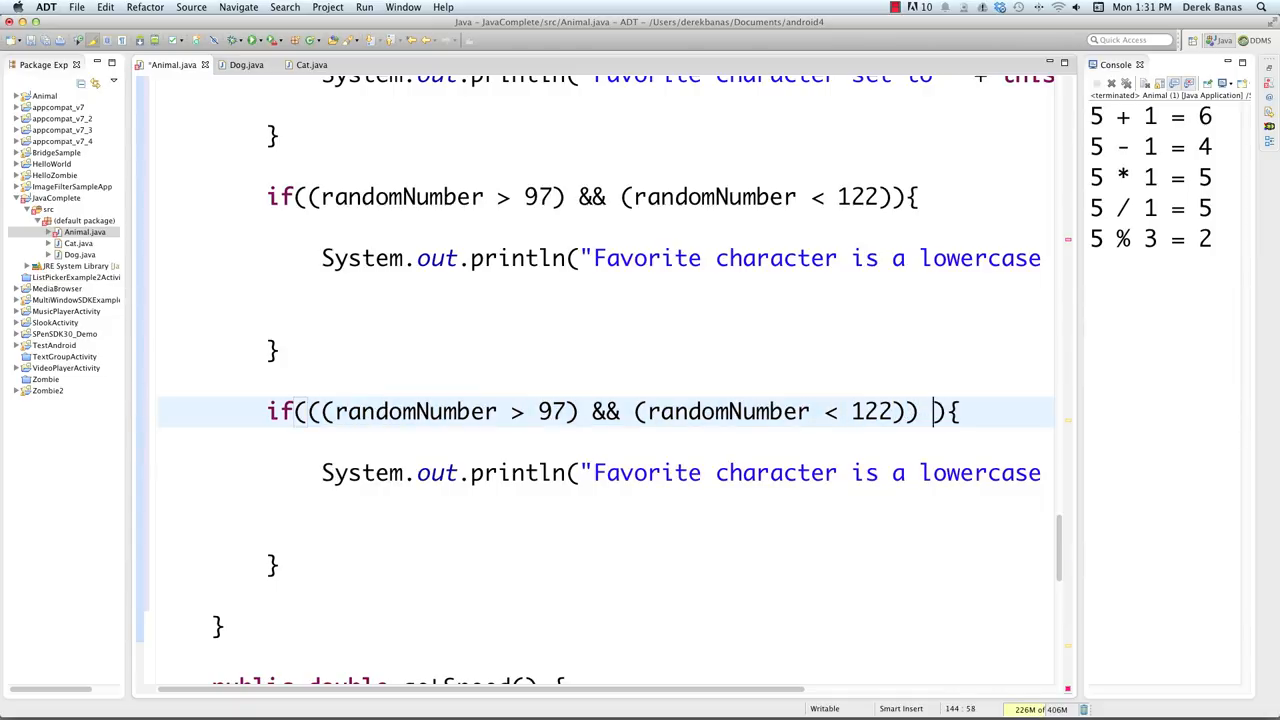 ADT File Edit Refactor Source Navigate Search Project Run Window Help 10 Mon 1:31 PM Derek Banas
Java – JavaComplete/src/Animal.java – ADT – /Users/derekbanas/Documents/android4
Quick Access Java DDMS
Package Exp
*Animal.java Dog.java Cat.java
Console
<terminated> Animal (1) [Java Application] /S
Animal
appcompat_v7
appcompat_v7_2
appcompat_v7_3
appcompat_v7_4
BridgeSample
HelloWorld
HelloZombie
ImageFilterSampleApp
JavaComplete
src
(default package)
Animal.java
Cat.java
Dog.java
JRE System Library [Ja
ListPickerExample2Activi
MediaBrowser
MultiWindowSDKExample
MusicPlayerActivity
SlookActivity
SPenSDK30_Demo
TestAndroid
TextGroupActivity
VideoPlayerActivity
Zombie
Zombie2
System.out.println("Favorite character set to " + this
}
if((randomNumber > 97) && (randomNumber < 122)){
System.out.println("Favorite character is a lowercase
}
if(((randomNumber > 97) && (randomNumber < 122)) ){
System.out.println("Favorite character is a lowercase
}
}
public double getSpeed() {
5 + 1 = 6
5 - 1 = 4
5 * 1 = 5
5 / 1 = 5
5 % 3 = 2
Writable Smart Insert 144 : 58 226M of 406M